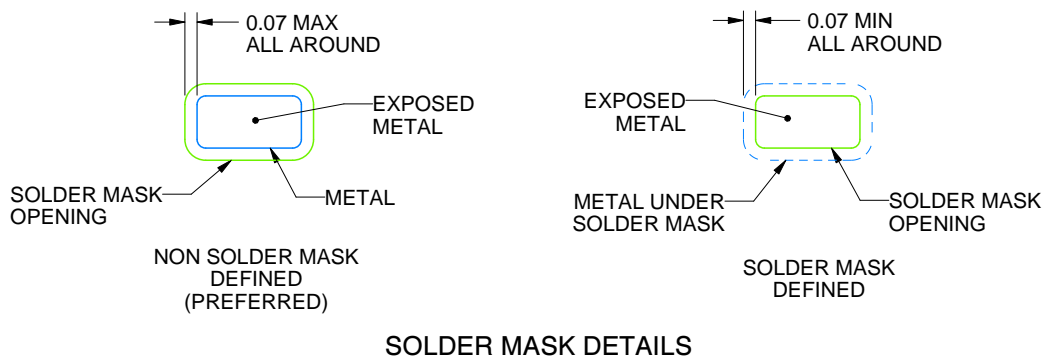 0.07 MAX
ALL AROUND
EXPOSED
METAL
SOLDER MASK
OPENING
METAL
NON SOLDER MASK
DEFINED
(PREFERRED)
0.07 MIN
ALL AROUND
EXPOSED
METAL
METAL UNDER
SOLDER MASK
SOLDER MASK
OPENING
SOLDER MASK
DEFINED
SOLDER MASK DETAILS